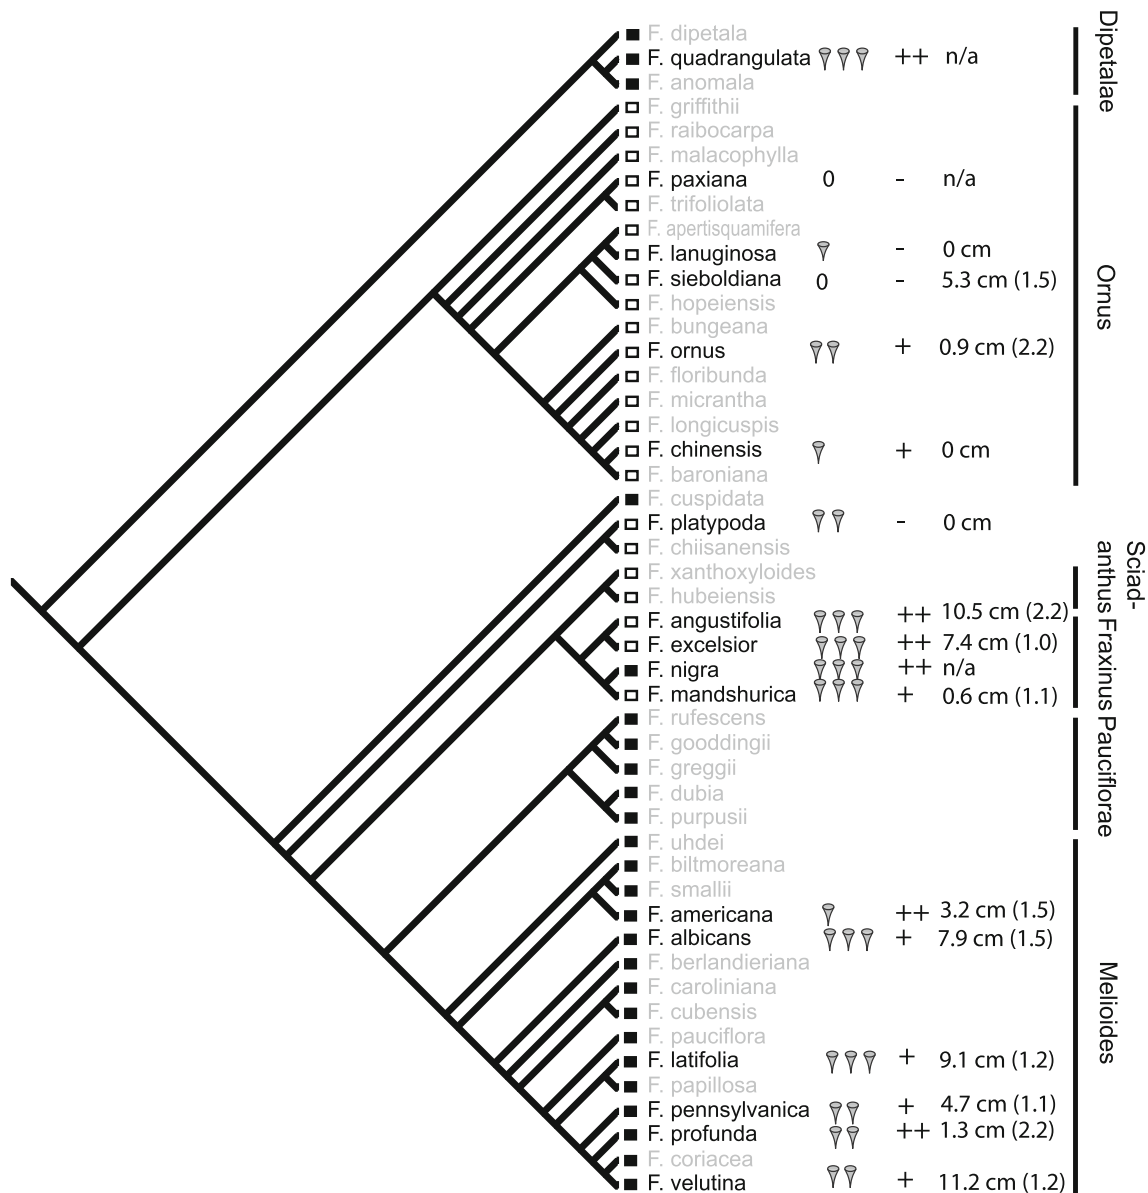 F. dipetala
F. quadrangulata ++ n/a
F. anomala
F. griffithii
F. raibocarpa
F. malacophylla
F. paxiana 0 - n/a
F. trifoliolata
F. apertisquamifera
F. lanuginosa - 0 cm
F. sieboldiana 0 - 5.3 cm (1.5)
F. hopeiensis
F. bungeana
F. ornus + 0.9 cm (2.2)
F. floribunda
F. micrantha
F. longicuspis
F. chinensis + 0 cm
F. baroniana
F. cuspidata
F. platypoda - 0 cm
F. chiisanensis
F. xanthoxyloides
F. hubeiensis
F. angustifolia ++ 10.5 cm (2.2)
F. excelsior ++ 7.4 cm (1.0)
F. nigra ++ n/a
F. mandshurica + 0.6 cm (1.1)
F. rufescens
F. gooddingii
F. greggii
F. dubia
F. purpusii
F. uhdei
F. biltmoreana
F. smallii
F. americana ++ 3.2 cm (1.5)
F. albicans + 7.9 cm (1.5)
F. berlandieriana
F. caroliniana
F. cubensis
F. pauciflora
F. latifolia + 9.1 cm (1.2)
F. papillosa
F. pennsylvanica + 4.7 cm (1.1)
F. profunda ++ 1.3 cm (2.2)
F. coriacea
F. velutina + 11.2 cm (1.2)
Dipetalae
Ornus
Sciad-
anthus
Fraxinus
Pauciflorae
Melioides